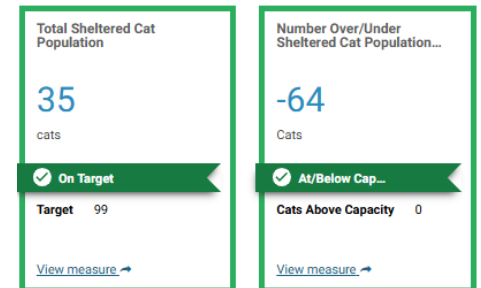 Total Sheltered Cat
Population
35
cats
On Target
Target 99
View measure
Number Over/Under
Sheltered Cat Population...
-64
Cats
At/Below Cap...
Cats Above Capacity 0
View measure